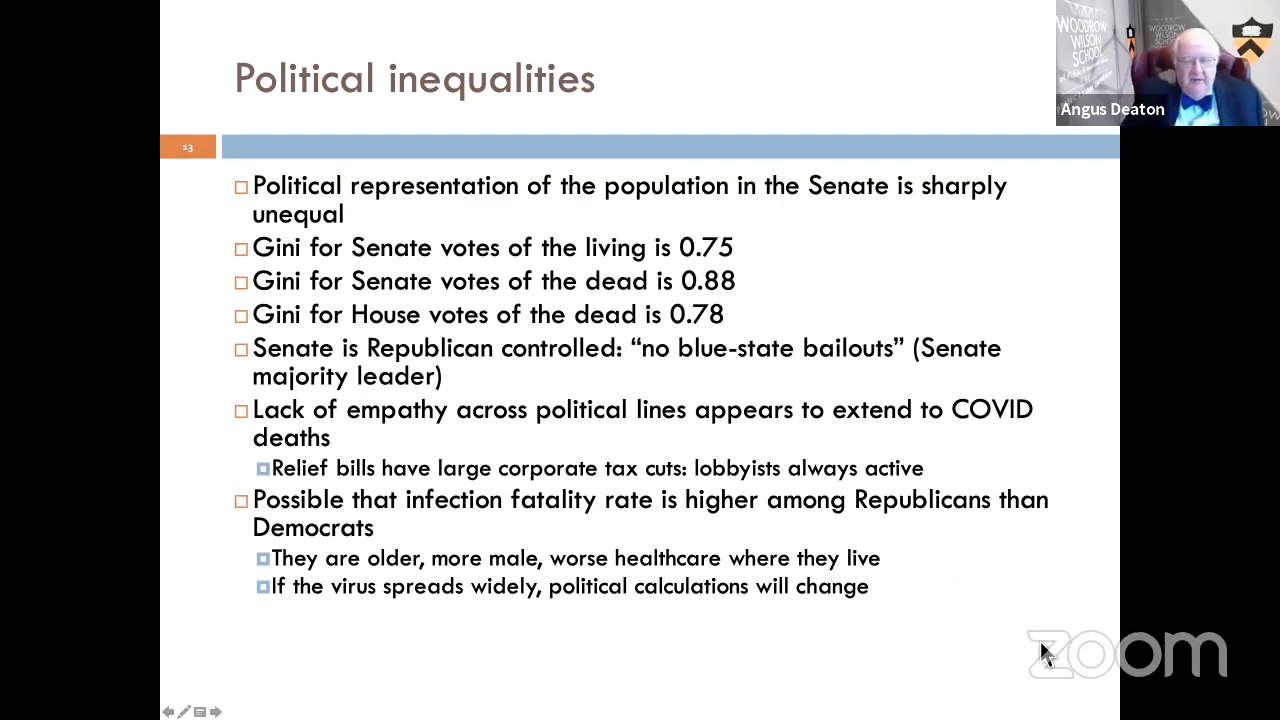 Political inequalities
WOODROW
WILSON
SCHOOL
Angus Deaton
13
Political representation of the population in the Senate is sharply
unequal
Gini for Senate votes of the living is 0.75
Gini for Senate votes of the dead is 0.88
Gini for House votes of the dead is 0.78
Senate is Republican controlled: “no blue-state bailouts” (Senate
majority leader)
Lack of empathy across political lines appears to extend to COVID
deaths
Relief bills have large corporate tax cuts: lobbyists always active
Possible that infection fatality rate is higher among Republicans than
Democrats
They are older, more male, worse healthcare where they live
If the virus spreads widely, political calculations will change
zoom